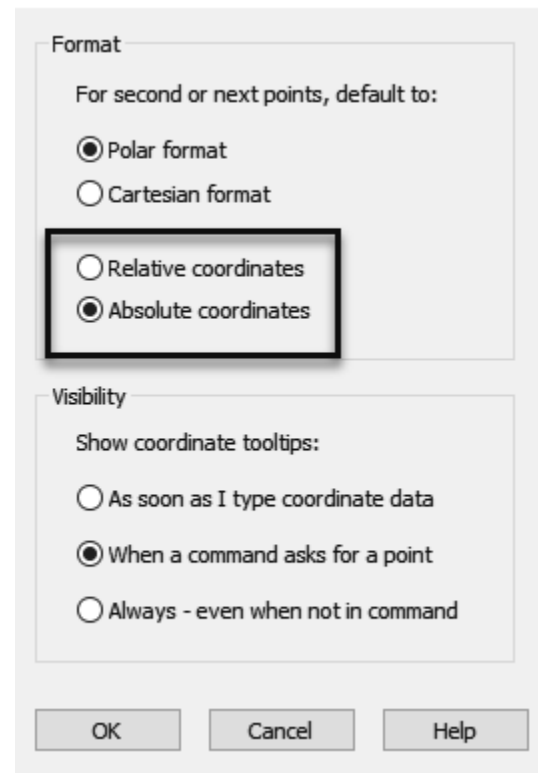 Format
For second or next points, default to:
Polar format
Cartesian format
Relative coordinates
Absolute coordinates
Visibility
Show coordinate tooltips:
As soon as I type coordinate data
When a command asks for a point
Always - even when not in command
OK Cancel Help